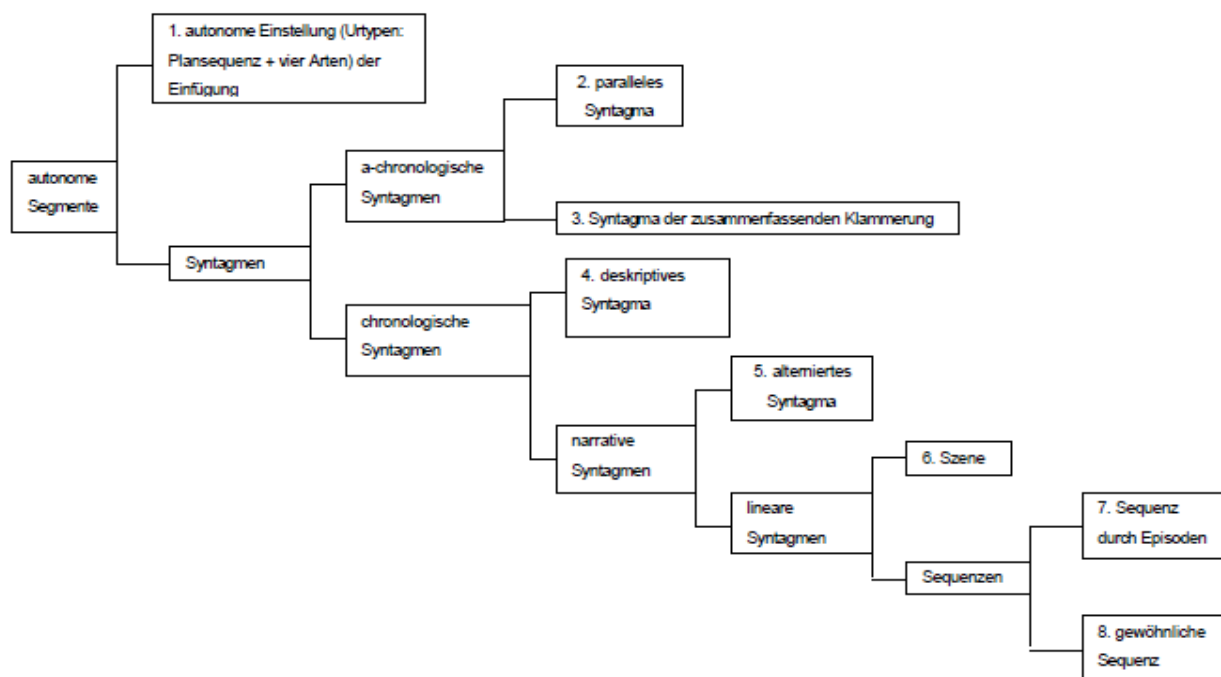 1. autonome Einstellung (Urtypen:
Plansequenz + vier Arten) der
Einfügung
2. paralleles
Syntagma
autonome
Segmente
a-chronologische
Syntagmen
3. Syntagma der zusammenfassenden Klammerung
Syntagmen
4. deskriptives
Syntagma
chronologische
Syntagmen
5. alterniertes
Syntagma
narrative
Syntagmen
6. Szene
lineare
Syntagmen
7. Sequenz
durch Episoden
Sequenzen
8. gewöhnliche
Sequenz